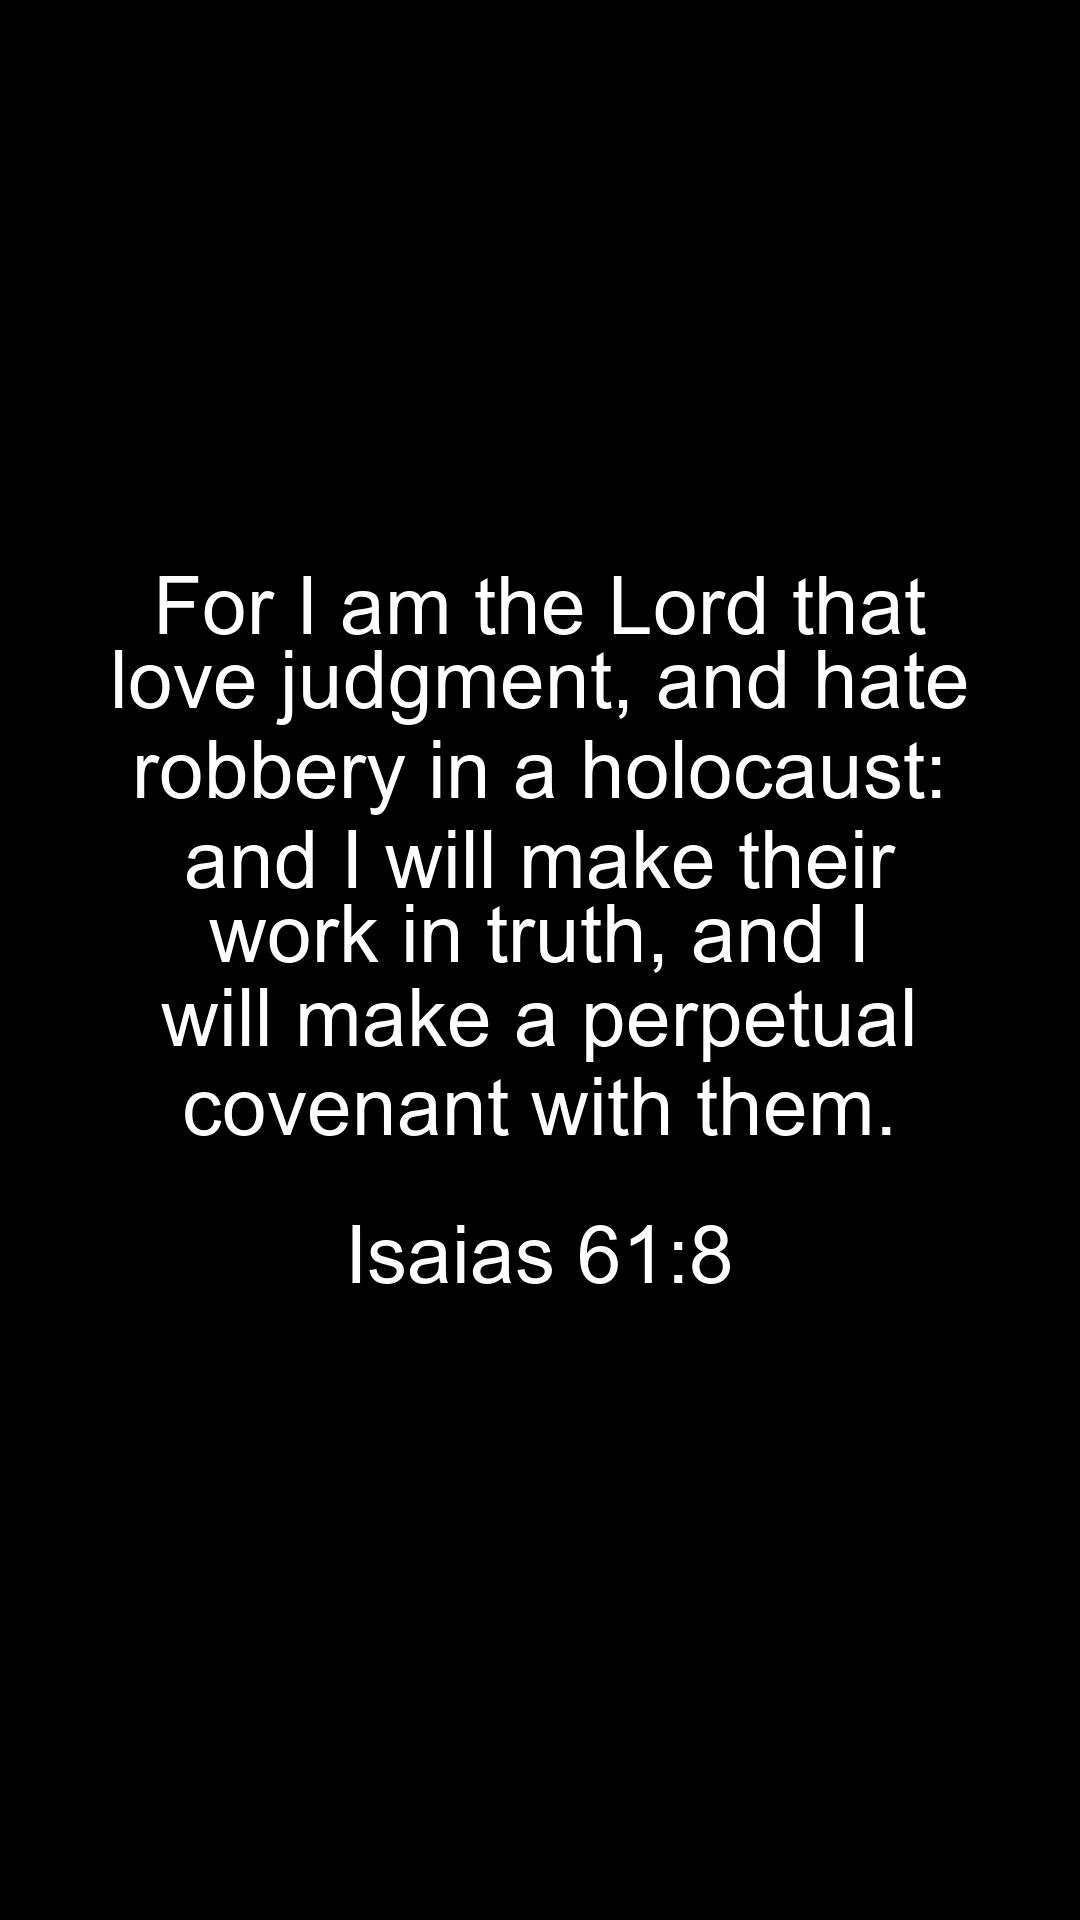 For I am the Lord that
love judgment, and hate
robbery in a holocaust:
and I will make their
work in truth, and I
will make a perpetual
covenant with them.
Isaias 61:8